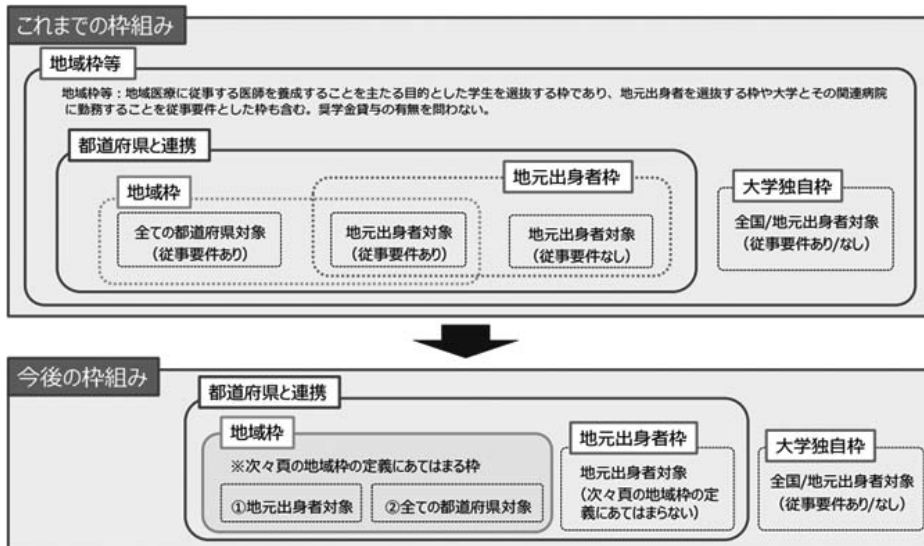 これまでの枠組み
地域枠等
地域枠等：地域医療に従事する医師を養成することを主たる目的とした学生を選抜する枠であり、地元出身者を選抜する枠や大学とその関連病院
に勤務することを従事要件とした枠も含む。奨学金貸与の有無を問わない。
都道府県と連携
地域枠
全ての都道府県対象
（従事要件あり）
地元出身者枠
地元出身者対象
（従事要件あり）
地元出身者対象
（従事要件なし）
大学独自枠
全国/地元出身者対象
（従事要件あり/なし）
今後の枠組み
都道府県と連携
地域枠
※次々頁の地域枠の定義にあてはまる枠
①地元出身者対象
②全ての都道府県対象
地元出身者枠
地元出身者対象
（次々頁の地域枠の定
義にあてはまらない）
大学独自枠
全国/地元出身者対象
（従事要件あり/なし）